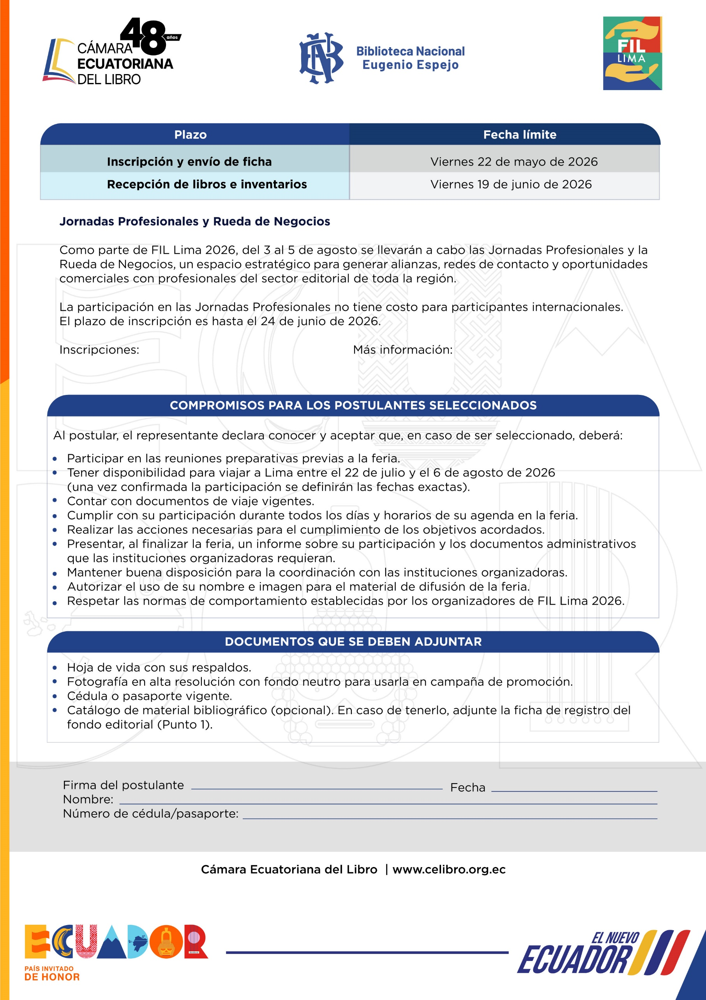 48 años
CÁMARA
ECUATORIANA
DEL LIBRO
Biblioteca Nacional
Eugenio Espejo
FIL
LIMA
Plazo Fecha límite
Inscripción y envío de ficha Viernes 22 de mayo de 2026
Recepción de libros e inventarios Viernes 19 de junio de 2026
Jornadas Profesionales y Rueda de Negocios
Como parte de FIL Lima 2026, del 3 al 5 de agosto se llevarán a cabo las Jornadas Profesionales y la
Rueda de Negocios, un espacio estratégico para generar alianzas, redes de contacto y oportunidades
comerciales con profesionales del sector editorial de toda la región.
La participación en las Jornadas Profesionales no tiene costo para participantes internacionales.
El plazo de inscripción es hasta el 24 de junio de 2026.
Inscripciones: Más información:
COMPROMISOS PARA LOS POSTULANTES SELECCIONADOS
Al postular, el representante declara conocer y aceptar que, en caso de ser seleccionado, deberá:
• Participar en las reuniones preparativas previas a la feria.
• Tener disponibilidad para viajar a Lima entre el 22 de julio y el 6 de agosto de 2026
(una vez confirmada la participación se definirán las fechas exactas).
• Contar con documentos de viaje vigentes.
• Cumplir con su participación durante todos los días y horarios de su agenda en la feria.
• Realizar las acciones necesarias para el cumplimiento de los objetivos acordados.
• Presentar, al finalizar la feria, un informe sobre su participación y los documentos administrativos
que las instituciones organizadoras requieran.
• Mantener buena disposición para la coordinación con las instituciones organizadoras.
• Autorizar el uso de su nombre e imagen para el material de difusión de la feria.
• Respetar las normas de comportamiento establecidas por los organizadores de FIL Lima 2026.
DOCUMENTOS QUE SE DEBEN ADJUNTAR
• Hoja de vida con sus respaldos.
• Fotografía en alta resolución con fondo neutro para usarla en campaña de promoción.
• Cédula o pasaporte vigente.
• Catálogo de material bibliográfico (opcional). En caso de tenerlo, adjunte la ficha de registro del
fondo editorial (Punto 1).
Firma del postulante Fecha
Nombre:
Número de cédula/pasaporte:
Cámara Ecuatoriana del Libro | www.celibro.org.ec
ECUADOR
PAÍS INVITADO
DE HONOR
EL NUEVO
ECUADOR